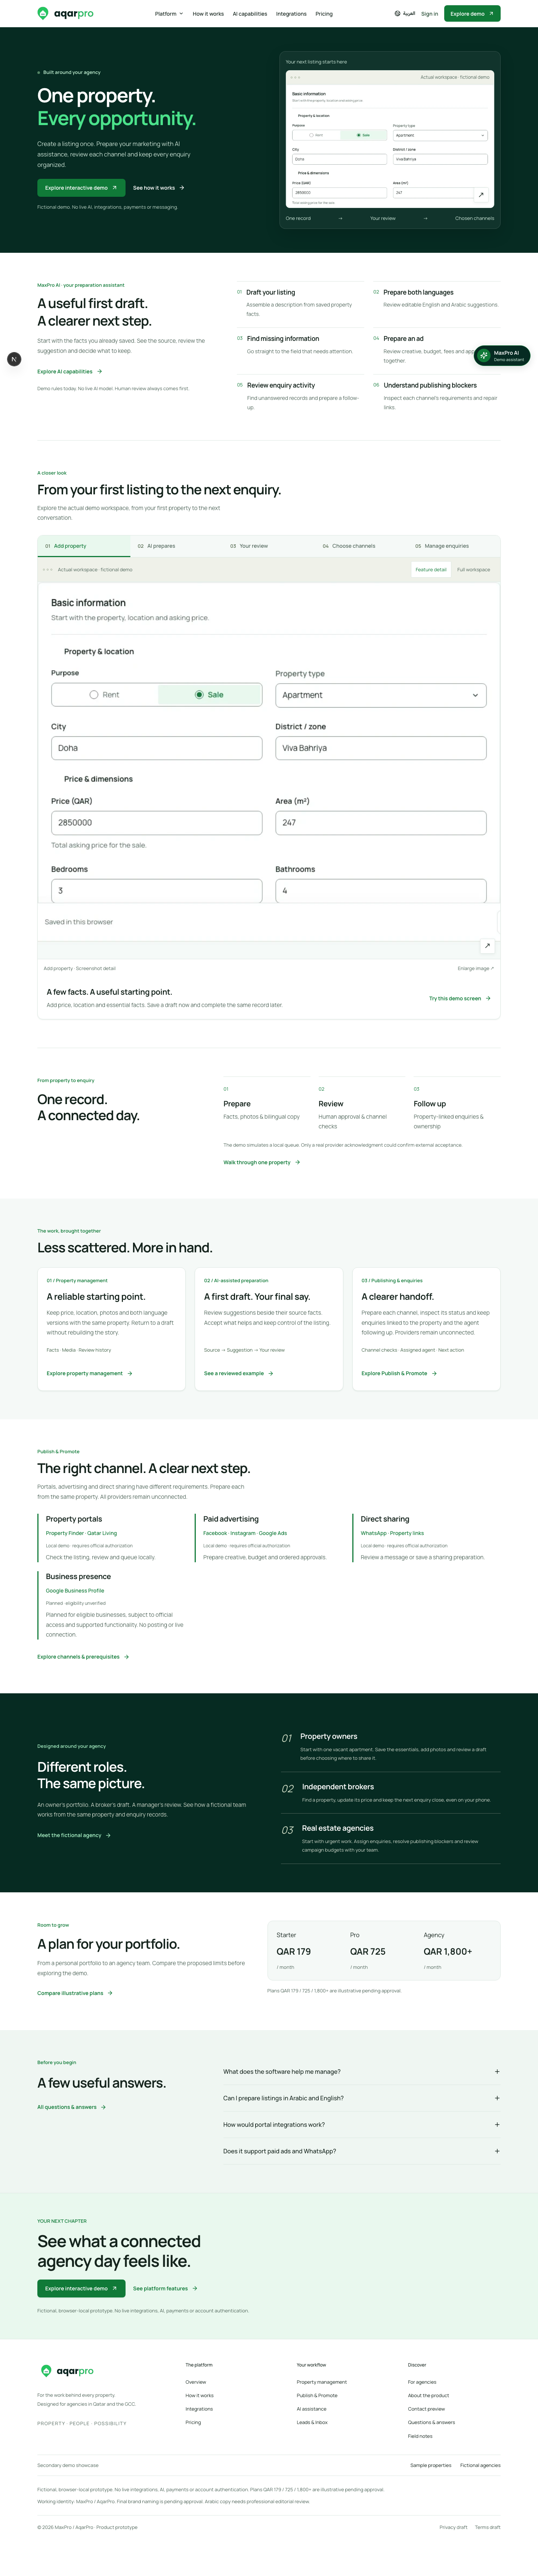 aqarpro
Platform
How it works
AI capabilities
Integrations
Pricing
العربية
Sign in
Explore demo
Built around your agency
One property.
Every opportunity.
Create a listing once. Prepare your marketing with AI
assistance, review each channel and keep every enquiry
organized.
Explore interactive demo
See how it works
Fictional demo. No live AI, integrations, payments or messaging.
Your next listing starts here
Actual workspace · fictional demo
Basic information
Start with the property, location and asking price.
Property & location
Purpose
Rent
Sale
Property type
Apartment
City
Doha
District / zone
Viva Bahriya
Price & dimensions
Price (QAR)
2850000
Area (m²)
247
Total asking price for the sale.
One record
→
Your review
→
Chosen channels
MaxPro AI · your preparation assistant
A useful first draft.
A clearer next step.
Start with the facts you already saved. See the source, review the
suggestion and decide what to keep.
Explore AI capabilities
Demo rules today. No live AI model. Human review always comes first.
01 Draft your listing
Assemble a description from saved property
facts.
02 Prepare both languages
Review editable English and Arabic suggestions.
03 Find missing information
Go straight to the field that needs attention.
04 Prepare an ad
Review creative, budget, fees and
together.
05 Review enquiry activity
Find unanswered records and prepare a follow-
up.
06 Understand publishing blockers
Inspect each channel's requirements and repair
links.
MaxPro AI
Demo assistant
N
A closer look
From your first listing to the next enquiry.
Explore the actual demo workspace, from your first property to the next
conversation.
01 Add property
02 AI prepares
03 Your review
04 Choose channels
05 Manage enquiries
Actual workspace · fictional demo
Feature detail
Full workspace
Basic information
Start with the property, location and asking price.
Property & location
Purpose
Rent
Sale
Property type
Apartment
City
Doha
District / zone
Viva Bahriya
Price & dimensions
Price (QAR)
2850000
Area (m²)
247
Total asking price for the sale.
Bedrooms
3
Bathrooms
4
Saved in this browser
Add property · Screenshot detail
Enlarge image ↗
A few facts. A useful starting point.
Add price, location and essential facts. Save a draft now and complete the same record later.
Try this demo screen
From property to enquiry
One record.
A connected day.
01
Prepare
Facts, photos & bilingual copy
02
Review
Human approval & channel
checks
03
Follow up
Property-linked enquiries &
ownership
The demo simulates a local queue. Only a real provider acknowledgment could confirm external acceptance.
Walk through one property
The work, brought together
Less scattered. More in hand.
01 / Property management
A reliable starting point.
Keep price, location, photos and both language
versions with the same property. Return to a draft
without rebuilding the story.
Facts · Media · Review history
Explore property management
02 / AI-assisted preparation
A first draft. Your final say.
Review suggestions beside their source facts.
Accept what helps and keep control of the listing.
Source → Suggestion → Your review
See a reviewed example
03 / Publishing & enquiries
A clearer handoff.
Prepare each channel, inspect its status and keep
enquiries connected to the property and the agent
following up. Providers remain unconnected.
Channel checks · Assigned agent · Next action
Explore Publish & Promote
Publish & Promote
The right channel. A clear next step.
Portals, advertising and direct sharing have different requirements. Prepare each
from the same property. All providers remain unconnected.
Property portals
Property Finder · Qatar Living
Local demo · requires official authorization
Check the listing, review and queue locally.
Paid advertising
Facebook · Instagram · Google Ads
Local demo · requires official authorization
Prepare creative, budget and ordered approvals.
Direct sharing
WhatsApp · Property links
Local demo · requires official authorization
Review a message or save a sharing preparation.
Business presence
Google Business Profile
Planned · eligibility unverified
Planned for eligible businesses, subject to official
access and supported functionality. No posting or live
connection.
Explore channels & prerequisites
Designed around your agency
Different roles.
The same picture.
An owner's portfolio. A broker's draft. A manager's review. See how a fictional team
works from the same property and enquiry records.
Meet the fictional agency
01 Property owners
Start with one vacant apartment. Save the essentials, add photos and review a draft
before choosing where to share it.
02 Independent brokers
Find a property, update its price and keep the next enquiry close, even on your phone.
03 Real estate agencies
Start with urgent work. Assign enquiries, resolve publishing blockers and review
campaign budgets with your team.
Room to grow
A plan for your portfolio.
From a personal portfolio to an agency team. Compare the proposed limits before
exploring the demo.
Compare illustrative plans
Starter
QAR 179
/ month
Pro
QAR 725
/ month
Agency
QAR 1,800+
/ month
Plans QAR 179 / 725 / 1,800+ are illustrative pending approval.
Before you begin
A few useful answers.
All questions & answers
What does the software help me manage?
Can I prepare listings in Arabic and English?
How would portal integrations work?
Does it support paid ads and WhatsApp?
YOUR NEXT CHAPTER
See what a connected
agency day feels like.
Explore interactive demo
See platform features
Fictional, browser-local prototype. No live integrations, AI, payments or account authentication.
aqarpro
For the work behind every property.
Designed for agencies in Qatar and the GCC.
PROPERTY · PEOPLE · POSSIBILITY
The platform
Overview
How it works
Integrations
Pricing
Your workflow
Property management
Publish & Promote
AI assistance
Leads & Inbox
Discover
For agencies
About the product
Contact preview
Questions & answers
Field notes
Secondary demo showcase
Sample properties
Fictional agencies
Fictional, browser-local prototype. No live integrations, AI, payments or account authentication. Plans QAR 179 / 725 / 1,800+ are illustrative pending approval.
Working identity: MaxPro / AqarPro. Final brand naming is pending approval. Arabic copy needs professional editorial review.
© 2026 MaxPro / AqarPro · Product prototype
Privacy draft
Terms draft